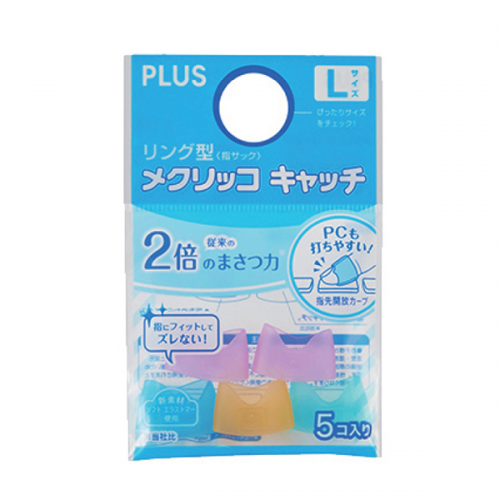 PLUS
L
サイズ
ぴったりサイズ
をチェック!
リング型〈指サック〉
メクリッコ キャッチ
2倍 従来の のまさつ力
PCも
打ちやすい!
指先開放カーブ
指にフィットして
ズレない!
新素材
ソフトエラストマー
使用
当社比
5コ入り